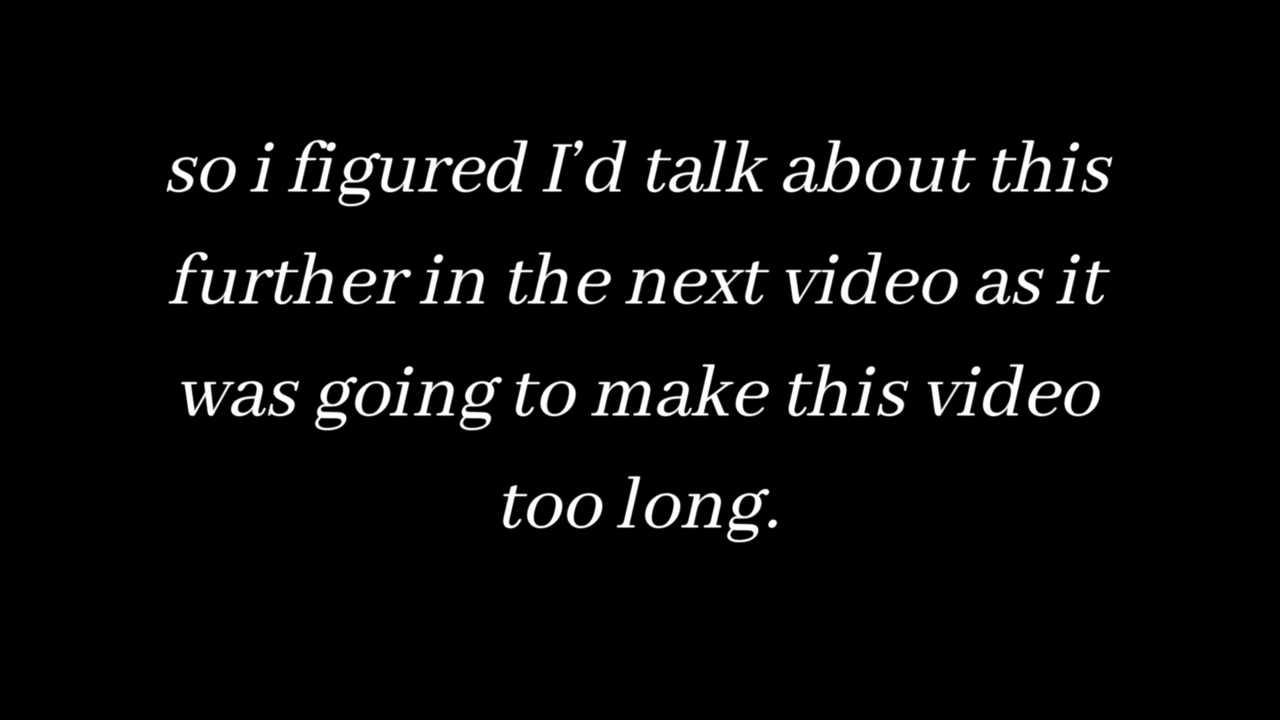 so i figured I’d talk about this
further in the next video as it
was going to make this video
too long.